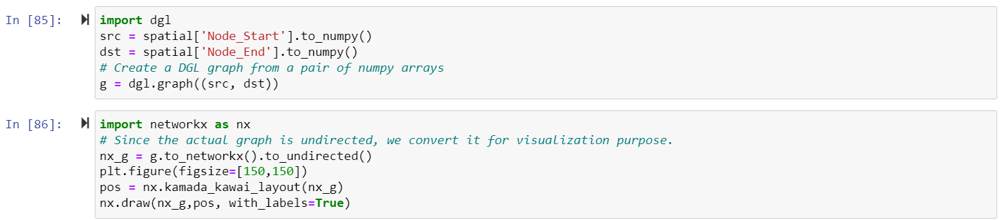 In [85]:
import dgl
src = spatial['Node_Start'].to_numpy()
dst = spatial['Node_End'].to_numpy()
# Create a DGL graph from a pair of numpy arrays
g = dgl.graph((src, dst))
In [86]:
import networkx as nx
# Since the actual graph is undirected, we convert it for visualization purpose.
nx_g = g.to_networkx().to_undirected()
plt.figure(figsize=[150,150])
pos = nx.kamada_kawai_layout(nx_g)
nx.draw(nx_g,pos, with_labels=True)